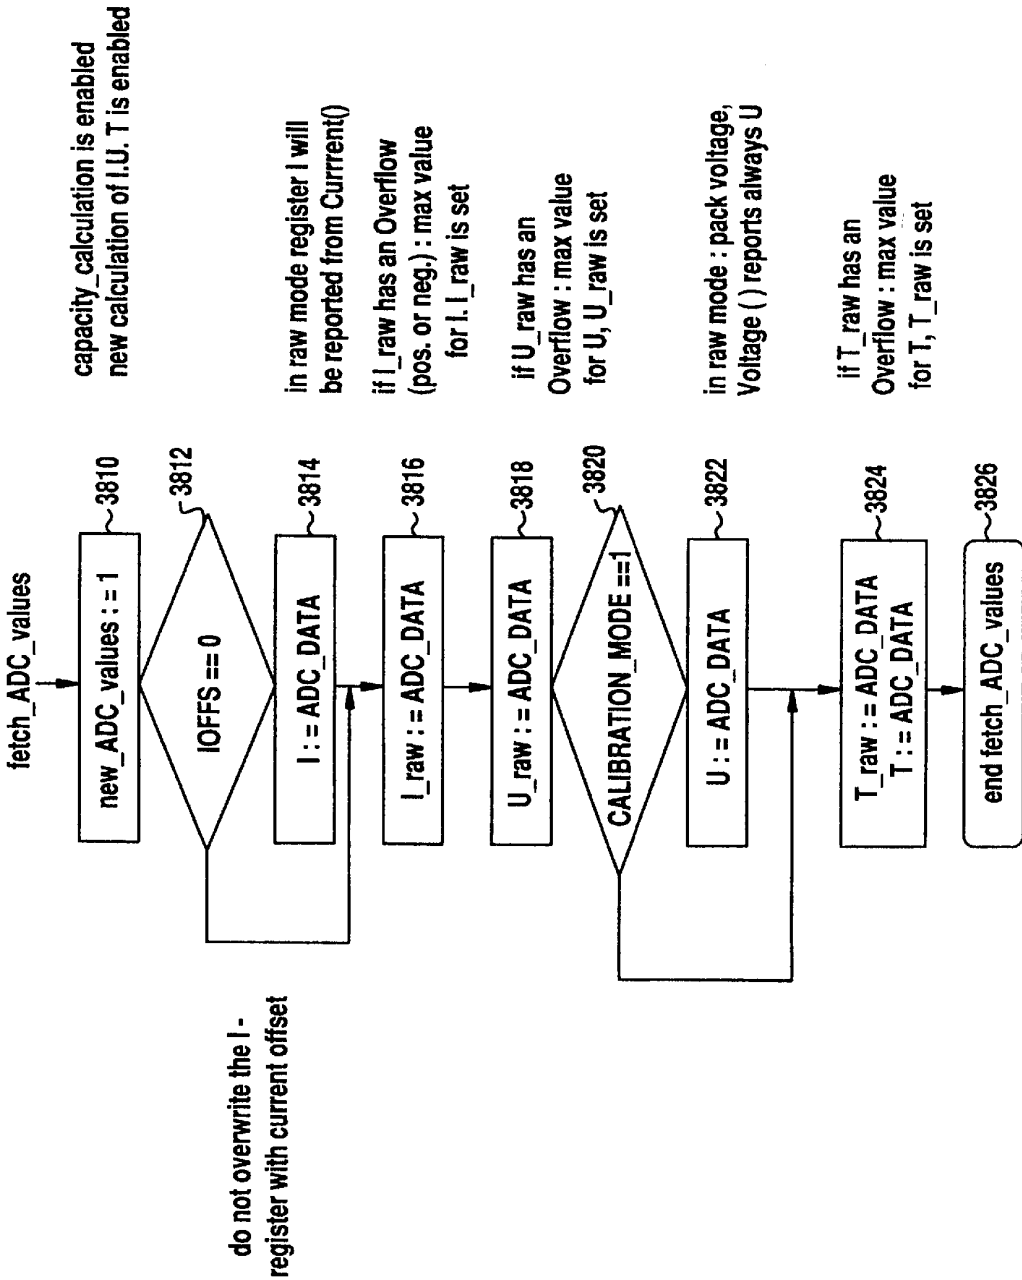 fetch_ADC_values
new_ADC_values : = 1
3810
capacity_calculation is enabled
new calculation of I.U. T is enabled
IOFFS == 0
3812
do not overwrite the I -
register with current offset
I : = ADC_DATA
3814
in raw mode register I will
be reported from Currrent()
I_raw : = ADC_DATA
3816
if I_raw has an Overflow
(pos. or neg.) : max value
for I. I_raw is set
U_raw : = ADC_DATA
3818
if U_raw has an
Overflow : max value
for U, U_raw is set
CALIBRATION_MODE ==1
3820
U : = ADC_DATA
3822
in raw mode : pack voltage,
Voltage ( ) reports always U
T_raw : = ADC_DATA
T : = ADC_DATA
3824
if T_raw has an
Overflow : max value
for T, T_raw is set
end fetch_ADC_values
3826